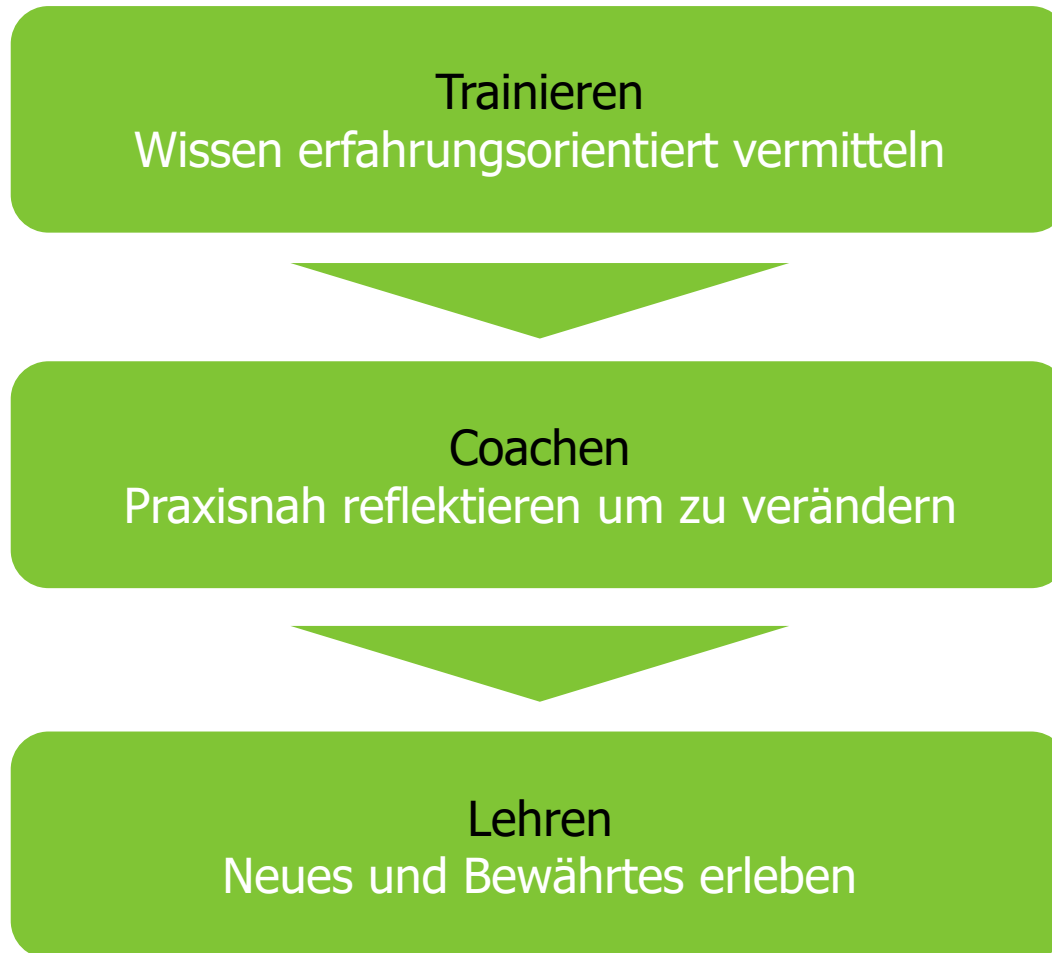 Trainieren
Wissen erfahrungsorientiert vermitteln
Coachen
Praxisnah reflektieren um zu verändern
Lehren
Neues und Bewährtes erleben